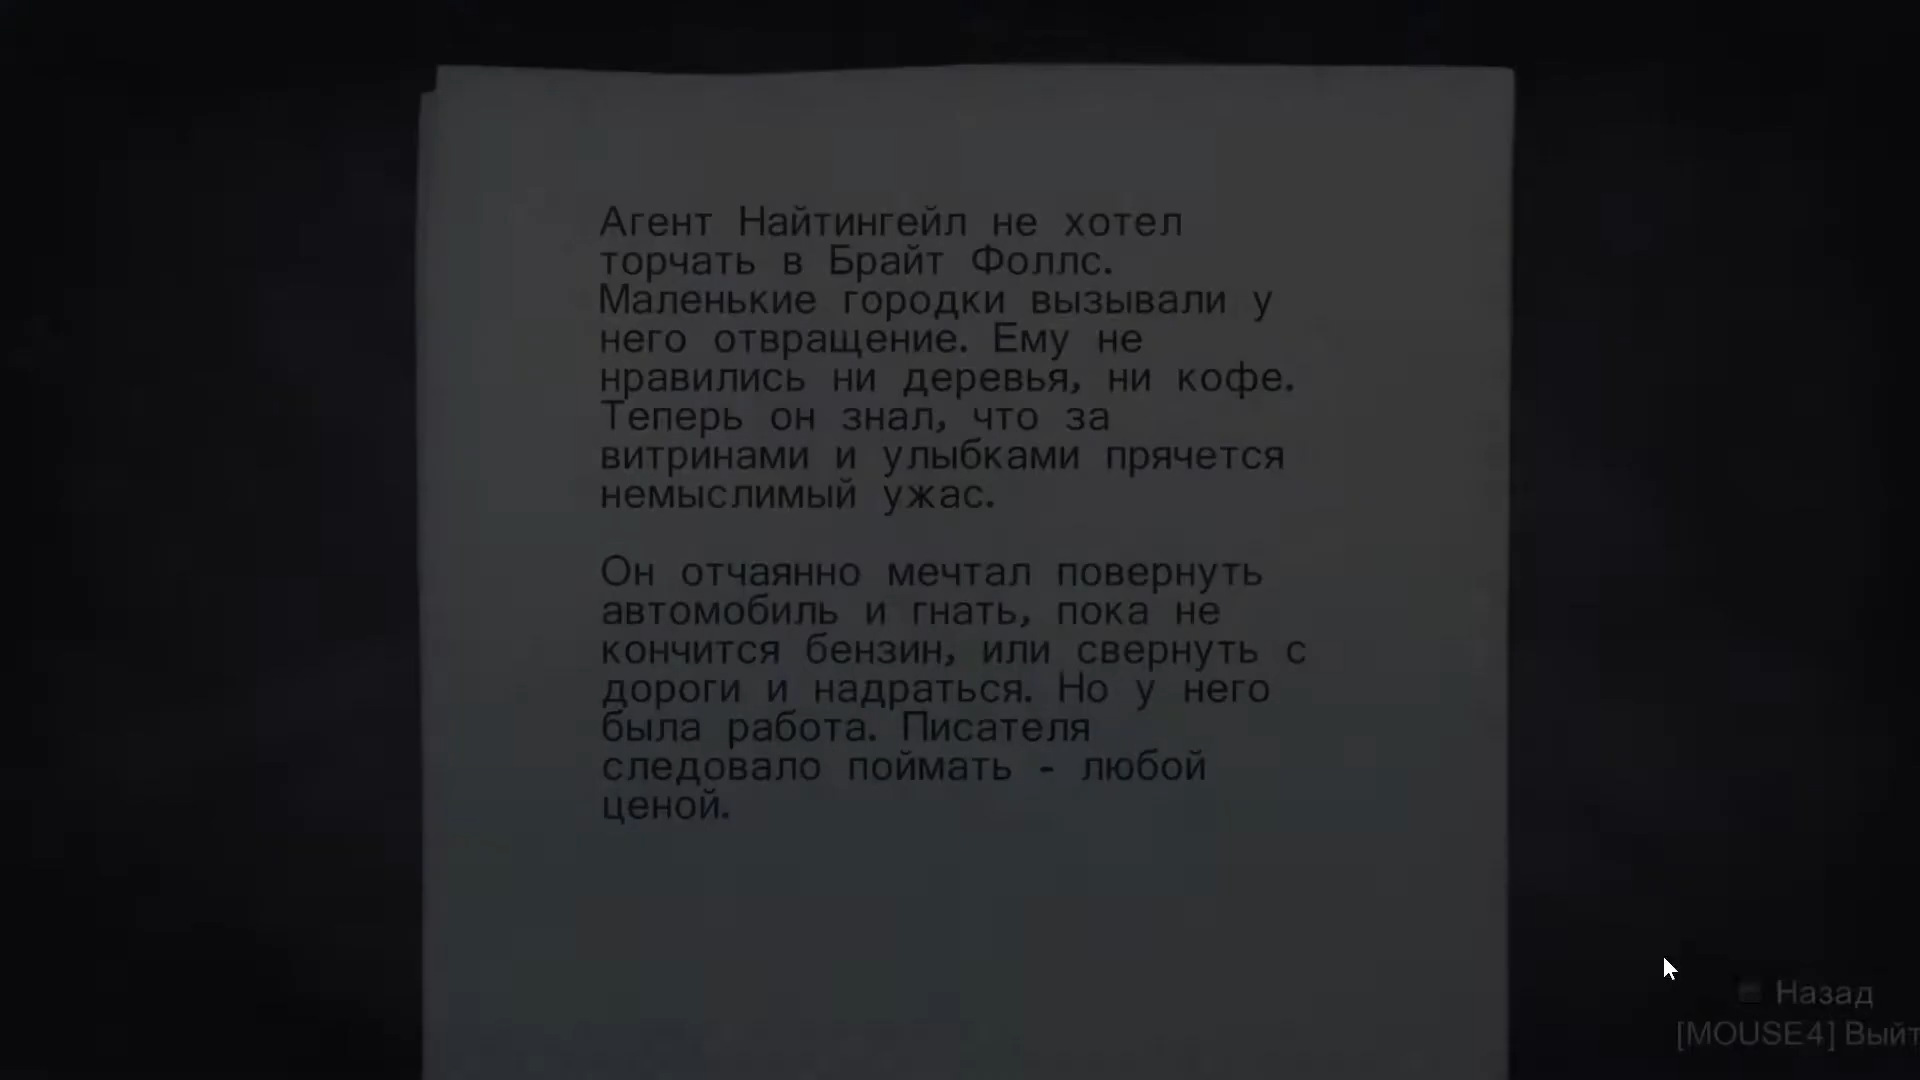 Агент Найтингейл не хотел
торчать в Брайт Фоллс.
Маленькие городки вызывали у
него отвращение. Ему не
нравились ни деревья, ни кофе.
Теперь он знал, что за
витринами и улыбками прячется
немыслимый ужас.
Он отчаянно мечтал повернуть
автомобиль и гнать, пока не
кончится бензин, или свернуть с
дороги и надраться. Но у него
была работа. Писателя
следовало поймать - любой
ценой.
Назад
[MOUSE4] Выйт